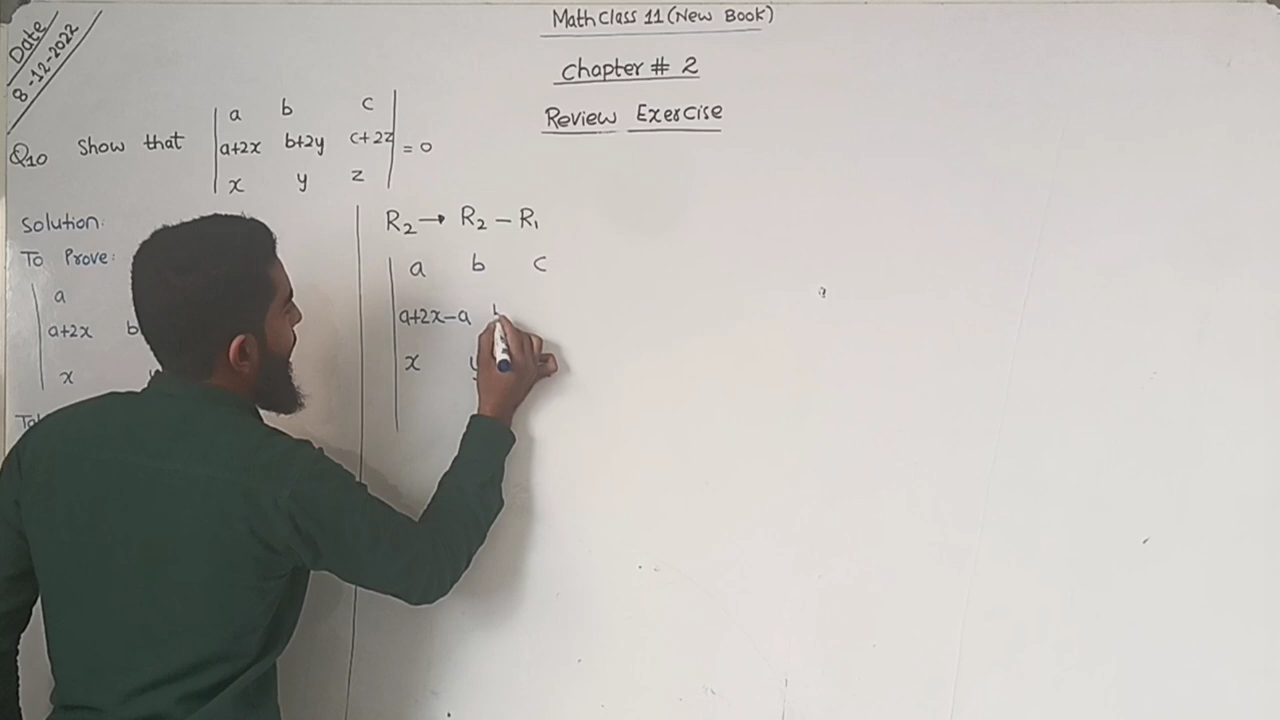 Date
8-12-2022
Math Class 11 (New Book)
Chapter # 2
Review Exercise
Q10 Show that
a b c
a+2x b+2y c+2z = 0
x y z
Solution:
To Prove:
a
a+2x b
x
R₂ → R₂ − R₁
a b c
a+2x−a
x y